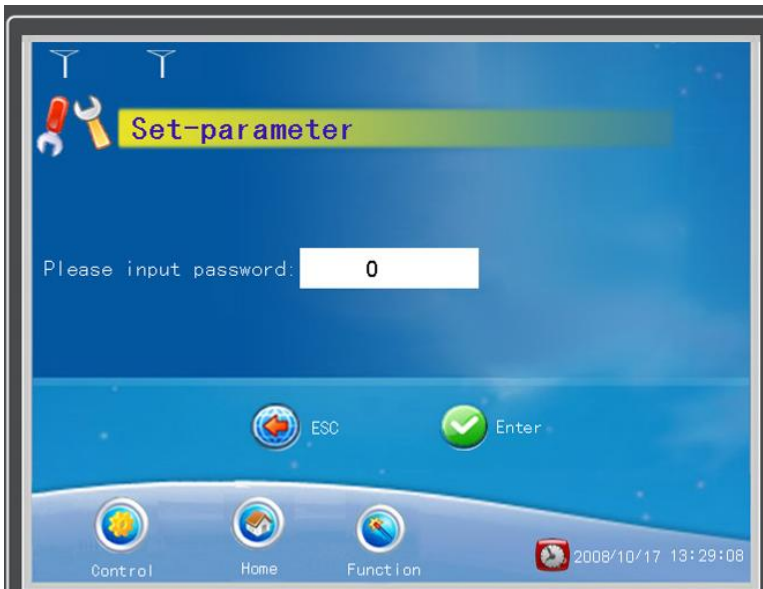 Set-parameter
Please input password: 0
ESC Enter
Control Home Function 2008/10/17 13:29:08